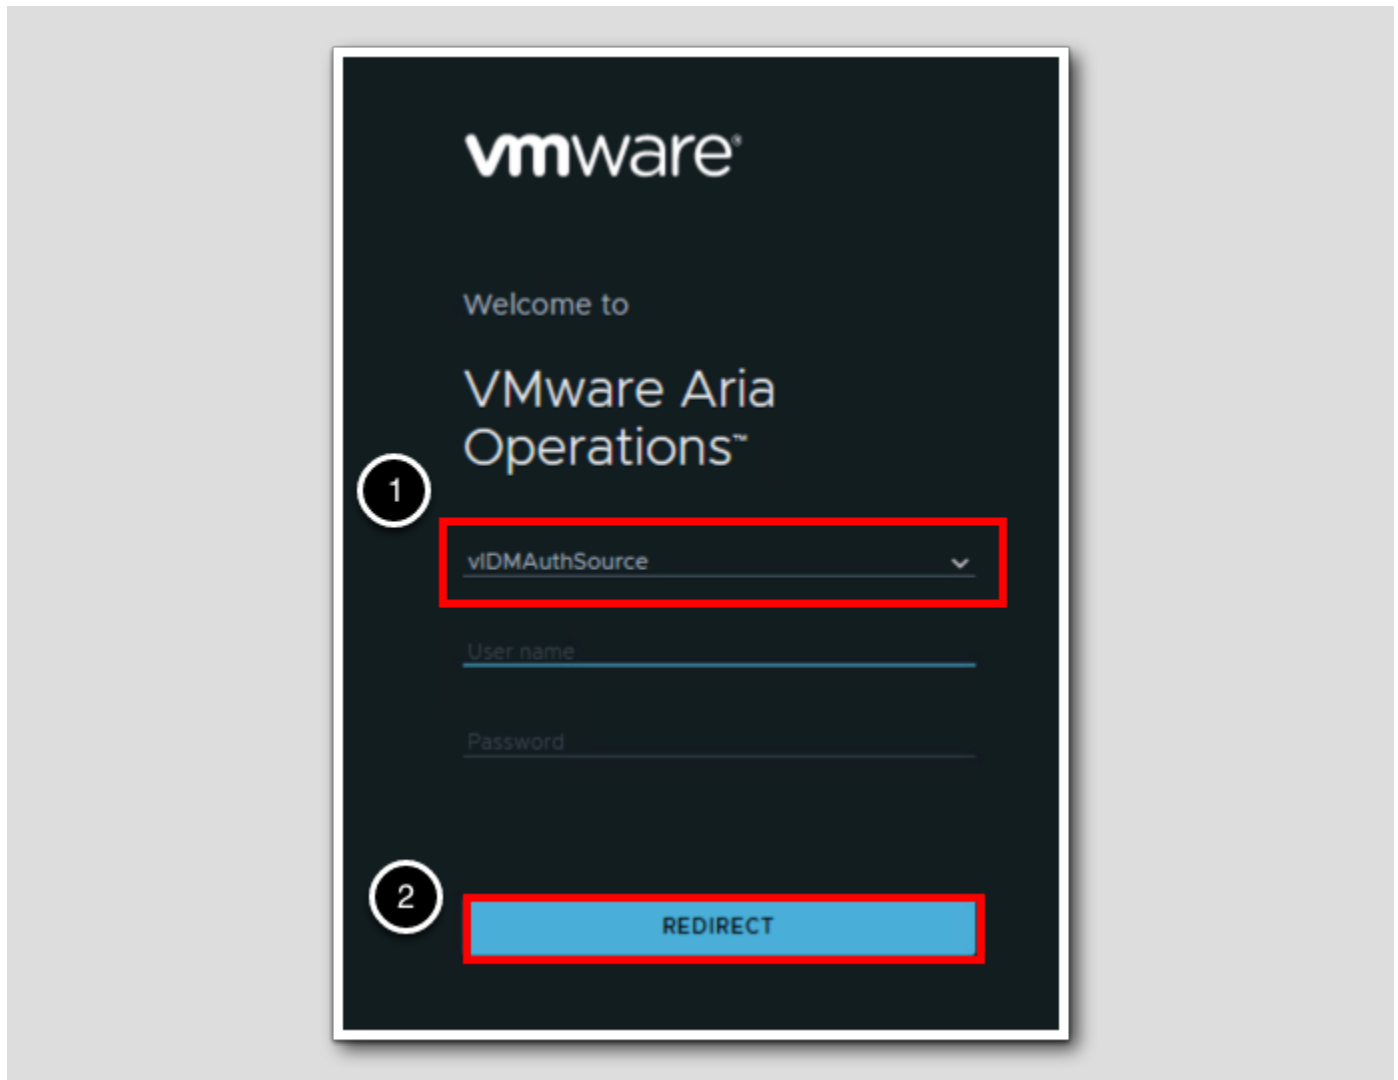 vmware®
Welcome to
VMware Aria
Operations™
1
vIDMAuthSource
User name
Password
2
REDIRECT